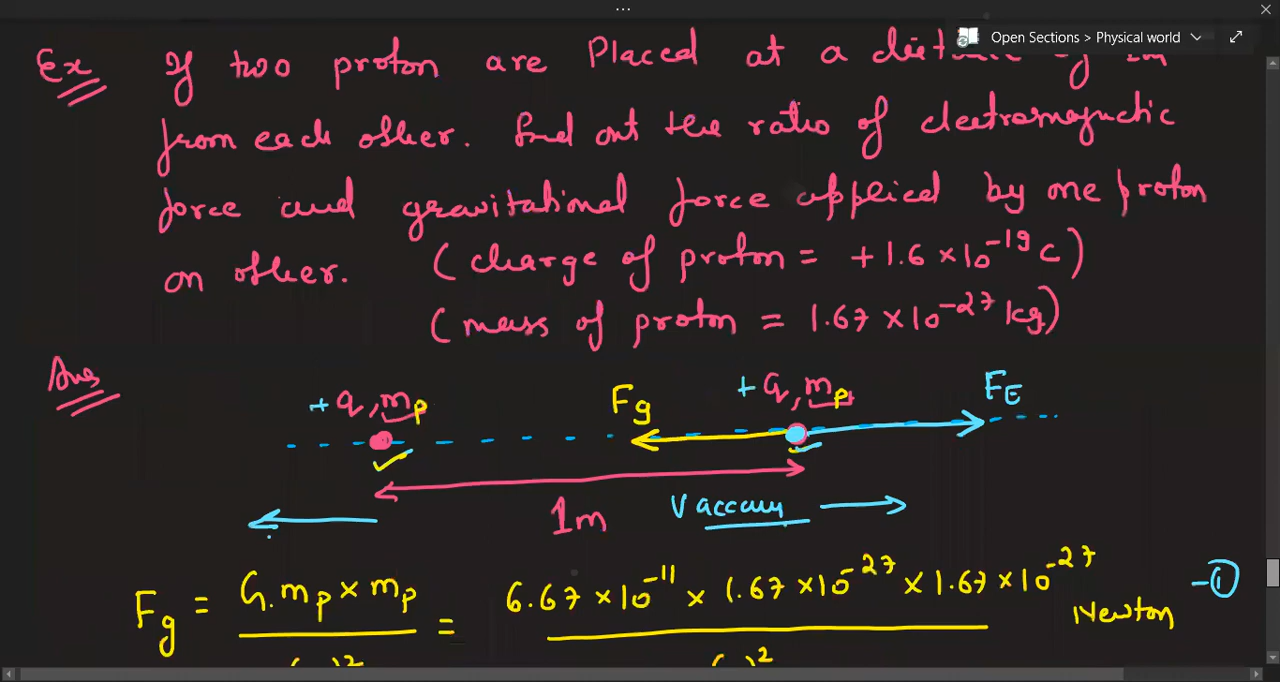 Open Sections > Physical world
Ex If two proton are Placed at a distance of 1m
from each other. Find out the ratio of electromagnetic
force and gravitational force applied by one proton
on other. (charge of proton = +1.6 × 10⁻¹⁹ C)
(mass of proton = 1.67 × 10⁻²⁷ kg)
Ans
+q, mp Fg +q, mp FE
1m Vaccum
Fg = G.mp × mp = 6.67 × 10⁻¹¹ × 1.67 × 10⁻²⁷ × 1.67 × 10⁻²⁷ Newton -①